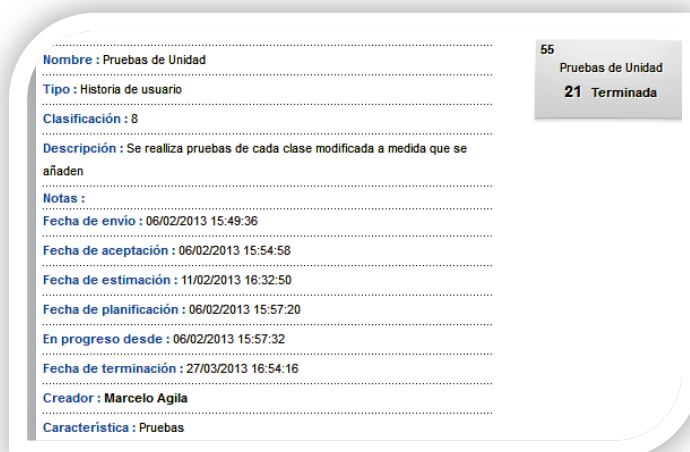 Nombre : Pruebas de Unidad
Tipo : Historia de usuario
Clasificación : 8
Descripción : Se realliza pruebas de cada clase modificada a medida que se
añaden
Notas :
Fecha de envío : 06/02/2013 15:49:36
Fecha de aceptación : 06/02/2013 15:54:58
Fecha de estimación : 11/02/2013 16:32:50
Fecha de planificación : 06/02/2013 15:57:20
En progreso desde : 06/02/2013 15:57:32
Fecha de terminación : 27/03/2013 16:54:16
Creador : Marcelo Agila
Característica : Pruebas
55
Pruebas de Unidad
21 Terminada